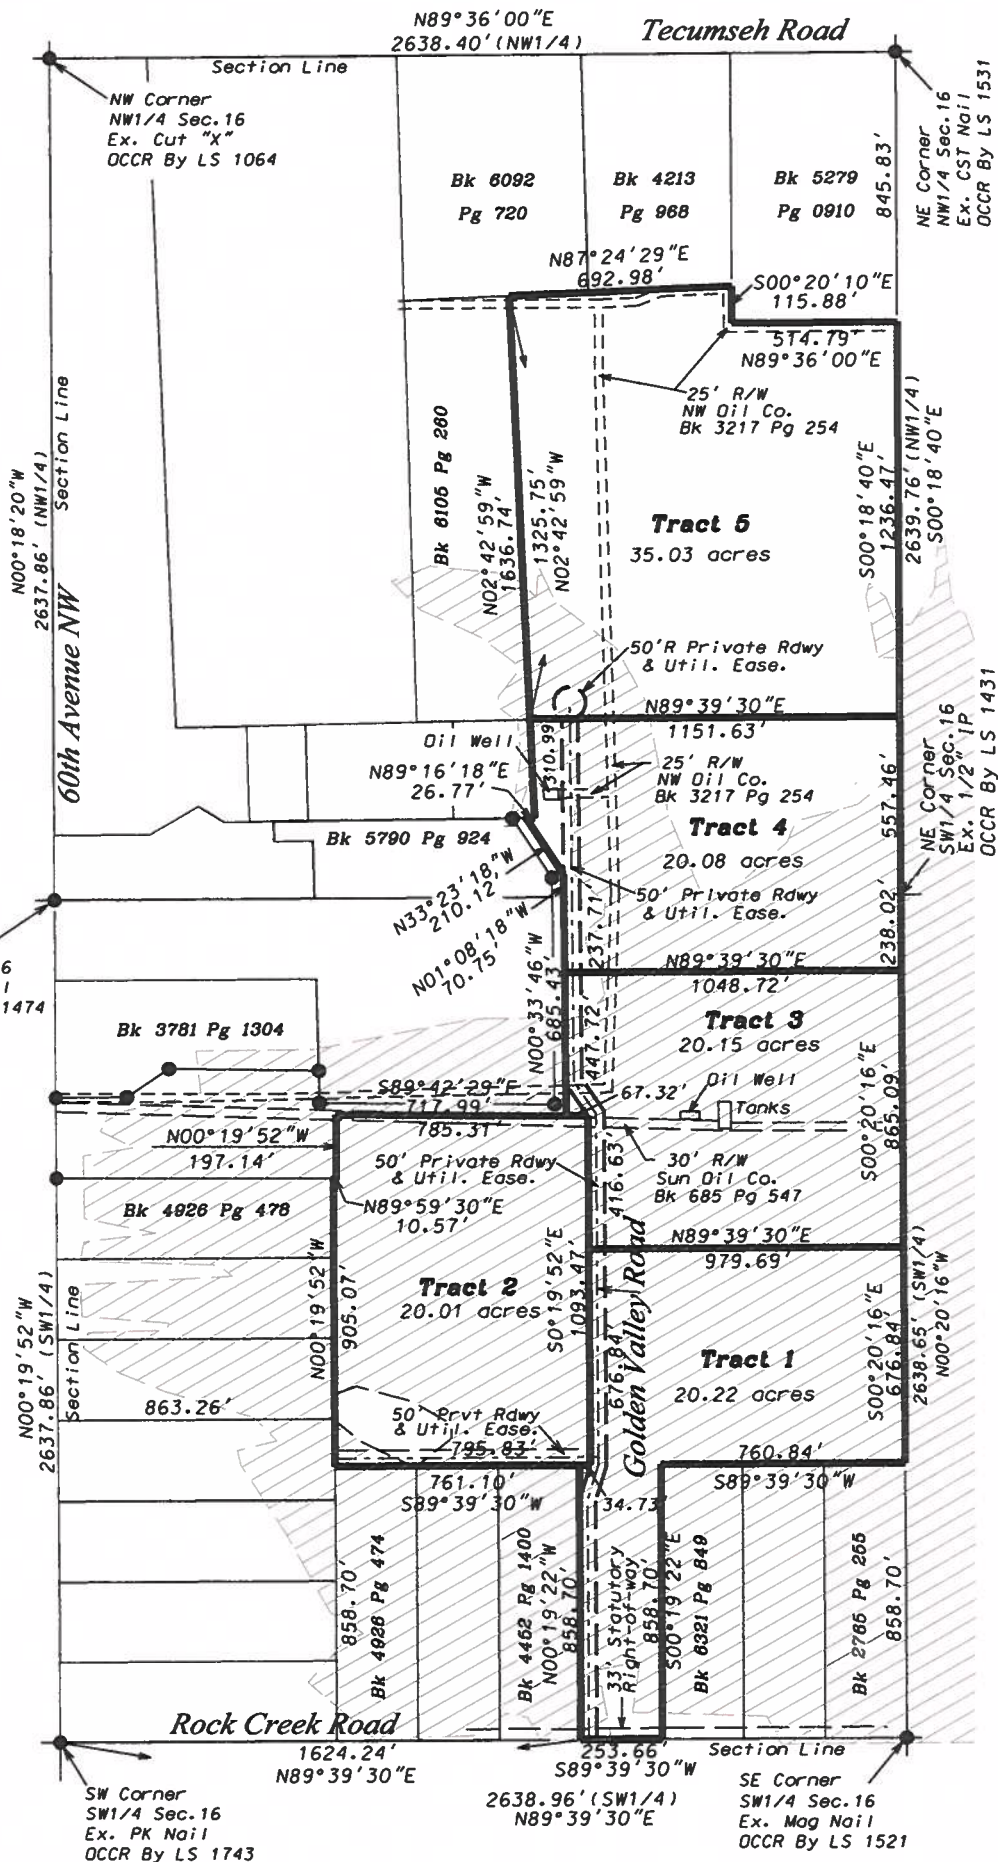 N89°36'00"E
2638.40'(NW1/4)
Tecumseh Road
Section Line
NW Corner
NW1/4 Sec.16
Ex. Cut "X"
OCCR By LS 1064
NE Corner
NW1/4 Sec.16
Ex. CST Nail
OCCR By LS 1531
845.83'
Bk 6092
Pg 720
Bk 4213
Pg 968
Bk 5279
Pg 0910
N87°24'29"E
692.98'
S00°20'10"E
115.88'
514.79'
N89°36'00"E
25' R/W
NW Oil Co.
Bk 3217 Pg 254
N00°18'20"W
2637.86'(NW1/4)
Section Line
60th Avenue NW
Bk 6105 Pg 260
N02°42'59"W
1636.74'
1325.75'
N02°42'59"W
Tract 5
35.03 acres
S00°18'40"E
1236.47'
2639.76'(NW1/4)
S00°18'40"E
50'R Private Rdwy
& Util. Ease.
N89°39'30"E
1151.63'
Oil Well
310.99'
N89°16'18"E
26.77'
25' R/W
NW Oil Co.
Bk 3217 Pg 254
Bk 5790 Pg 924
Tract 4
20.08 acres
557.46'
NE Corner
SW1/4 Sec.16
Ex. 1/2" IP
OCCR By LS 1431
N33°23'18"W
210.12'
50' Private Rdwy
& Util. Ease.
N01°08'18"W
70.75'
237.71'
238.02'
N89°39'30"E
1048.72'
6
1
1474
N00°33'46"W
685.43'
Bk 3781 Pg 1304
Tract 3
20.15 acres
447.72'
S89°42'29"E
717.99'
785.31'
67.32'
Oil Well
Tanks
S00°20'16"E
865.09'
N00°19'52"W
197.14'
50' Private Rdwy
& Util. Ease.
416.63'
30' R/W
Sun Oil Co.
Bk 685 Pg 547
N89°59'30"E
10.57'
Bk 4926 Pg 478
N89°39'30"E
979.69'
N00°19'52"W
2637.86' (SW1/4)
Section Line
N00°19'52"W
905.07'
Tract 2
20.01 acres
S0°19'52"E
1093.47'
676.84'
Golden Valley Road
Tract 1
20.22 acres
S00°20'16"E
676.84'
2638.65'(SW1/4)
N00°20'16"W
863.26'
50' Prvt Rdwy
& Util. Ease.
795.83'
761.10'
S89°39'30"W
760.84'
S89°39'30"W
34.73'
858.70'
Bk 4926 Pg 474
Bk 4462 Pg 1400
N00°19'22"W
858.70'
33' Statutory
Right-of-way
858.70'
S00°19'22"E
Bk 6321 Pg 849
Bk 2765 Pg 265
858.70'
Rock Creek Road
1624.24'
N89°39'30"E
253.66'
S89°39'30"W
Section Line
2638.96'(SW1/4)
N89°39'30"E
SW Corner
SW1/4 Sec.16
Ex. PK Nail
OCCR By LS 1743
SE Corner
SW1/4 Sec.16
Ex. Mag Nail
OCCR By LS 1521